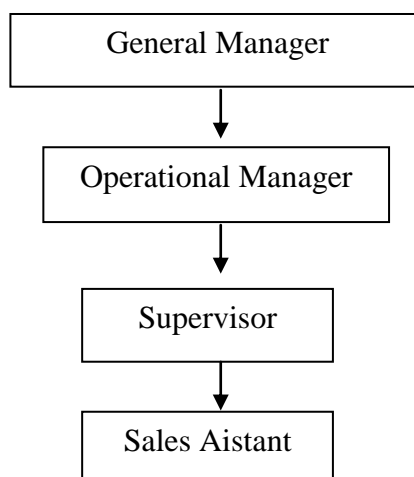 General Manager
Operational Manager
Supervisor
Sales Aistant